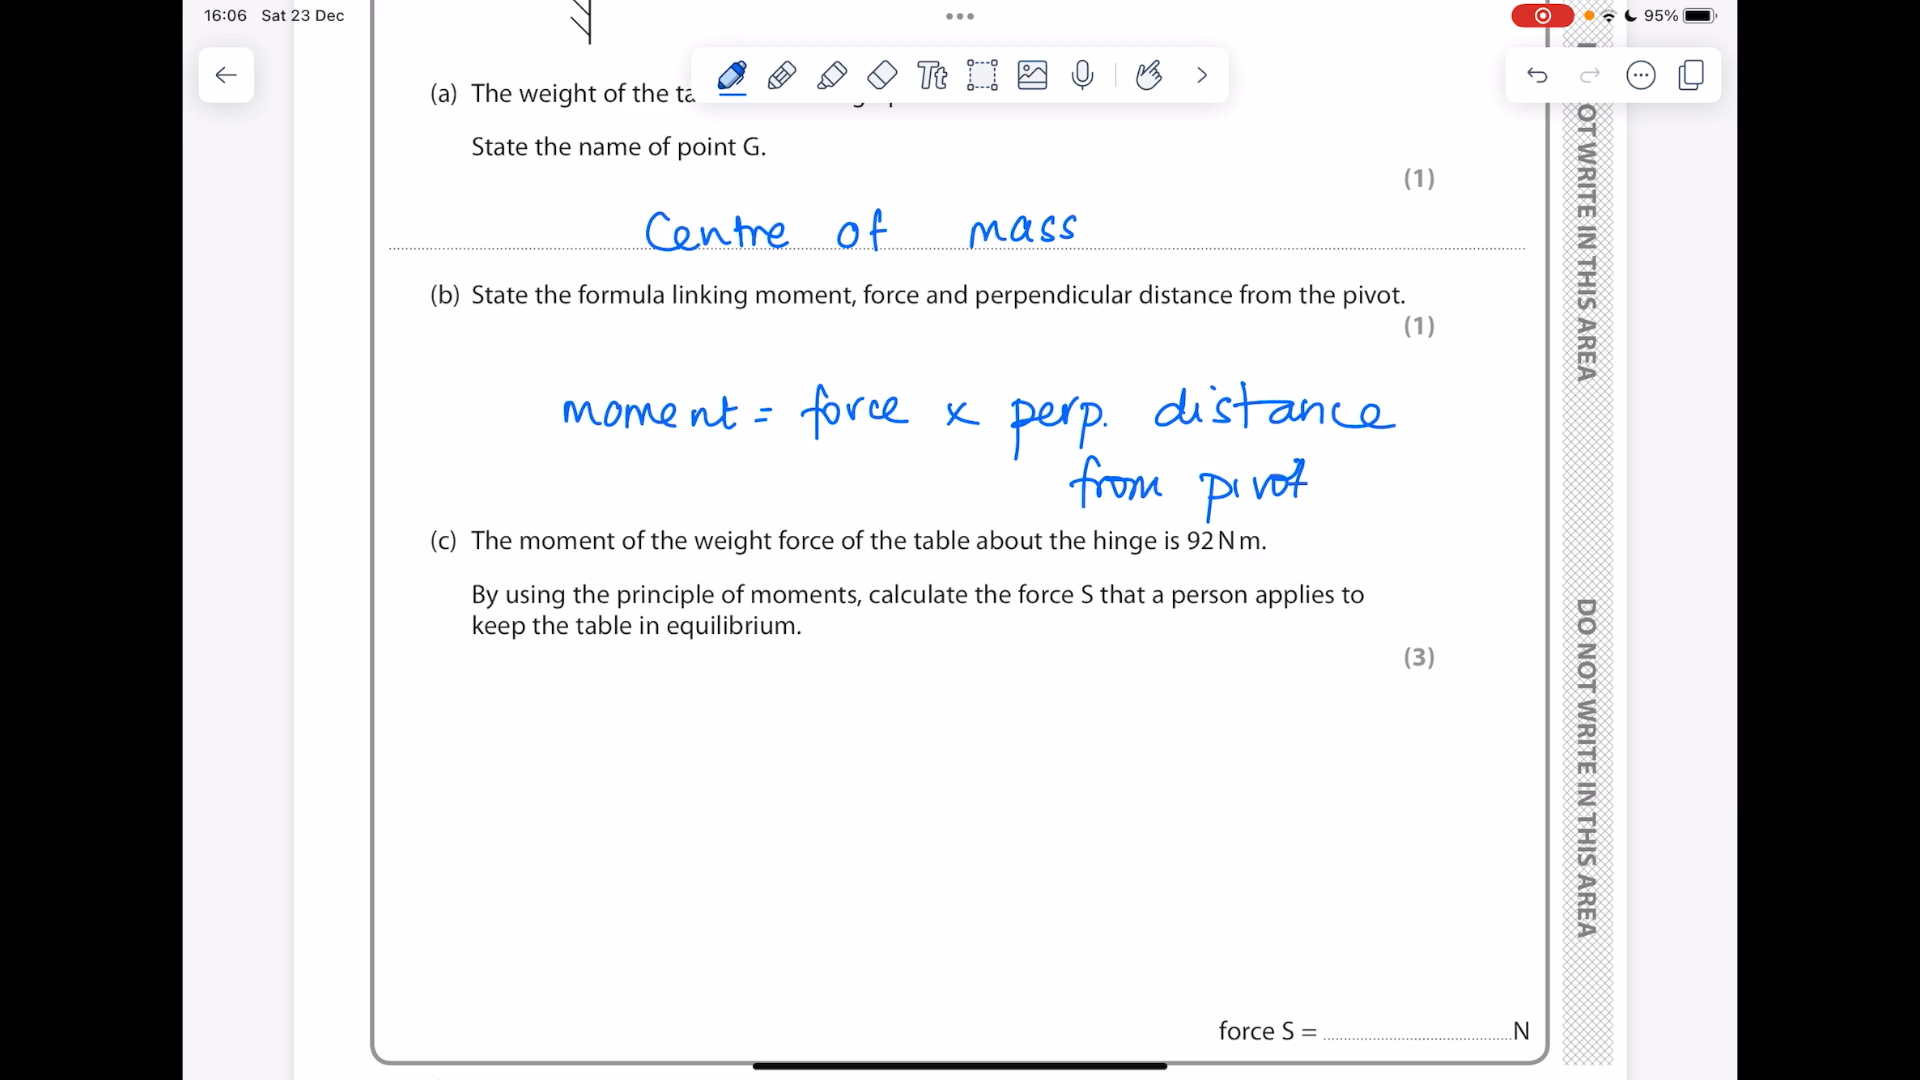 16:06 Sat 23 Dec
95%
(a) The weight of the ta
State the name of point G.
(1)
Centre of mass
(b) State the formula linking moment, force and perpendicular distance from the pivot.
(1)
moment = force x perp. distance
from pivot
(c) The moment of the weight force of the table about the hinge is 92 N m.
By using the principle of moments, calculate the force S that a person applies to
keep the table in equilibrium.
(3)
force S = ........................................ N
OT WRITE IN THIS AREA
DO NOT WRITE IN THIS AREA
Tt